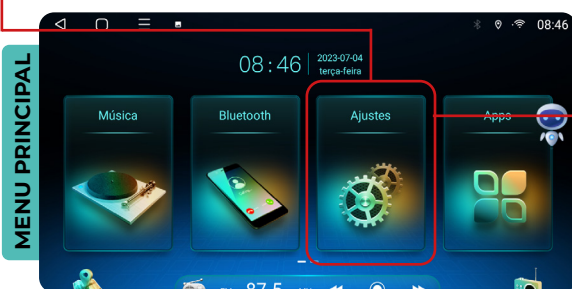 08:46
MENU PRINCIPAL
08:46
2023-07-04
terça-feira
Música
Bluetooth
Ajustes
Apps
87.5